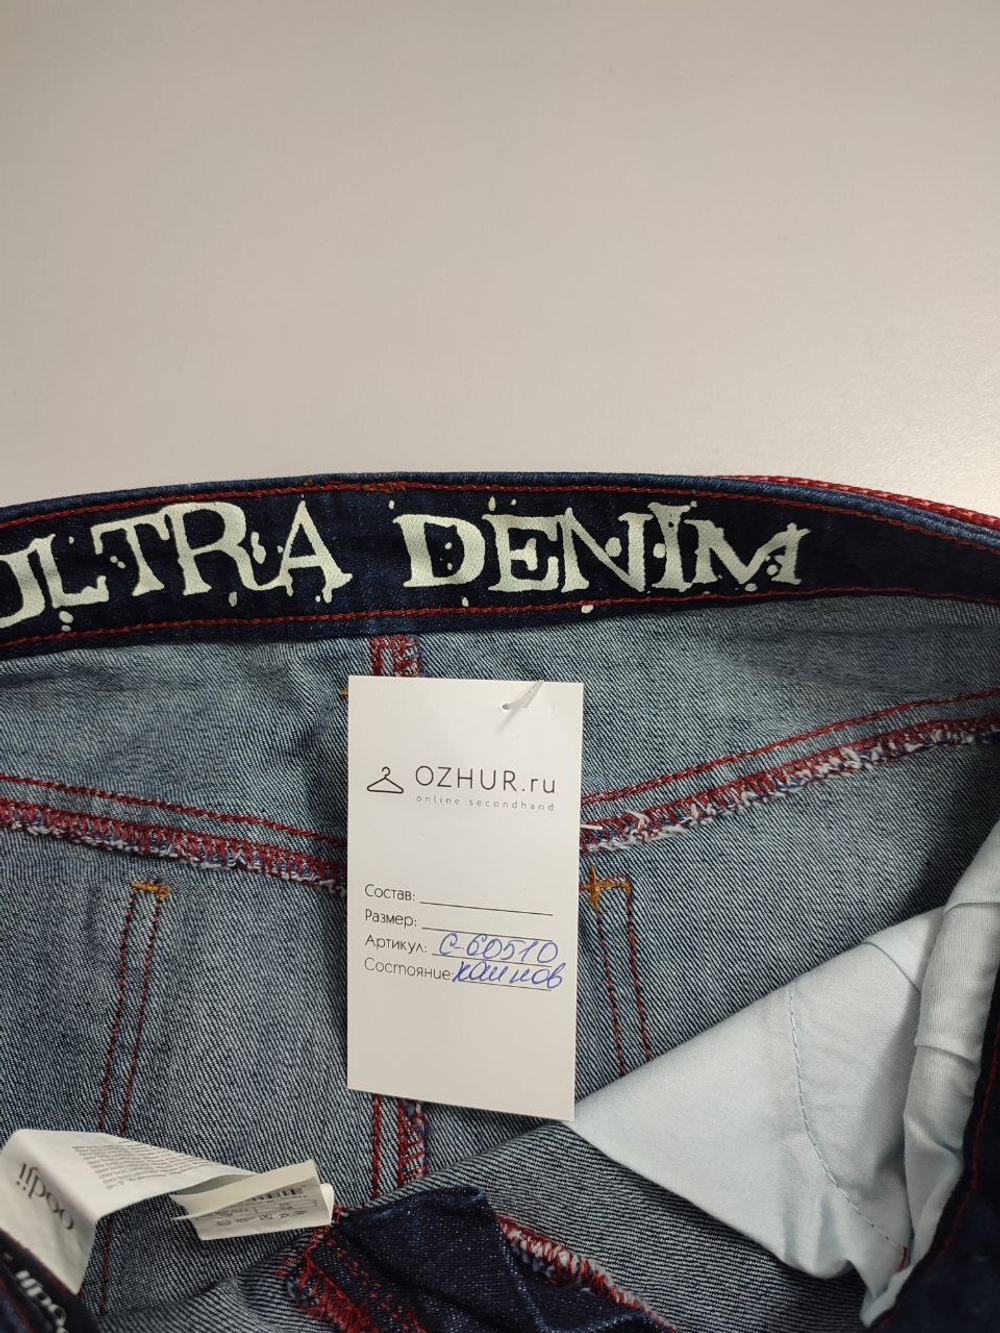 ULTRA DENIM
OZHUR.ru
online secondhand
Состав:
Размер:
Артикул: С-60510
Состояние: как нов
oodji